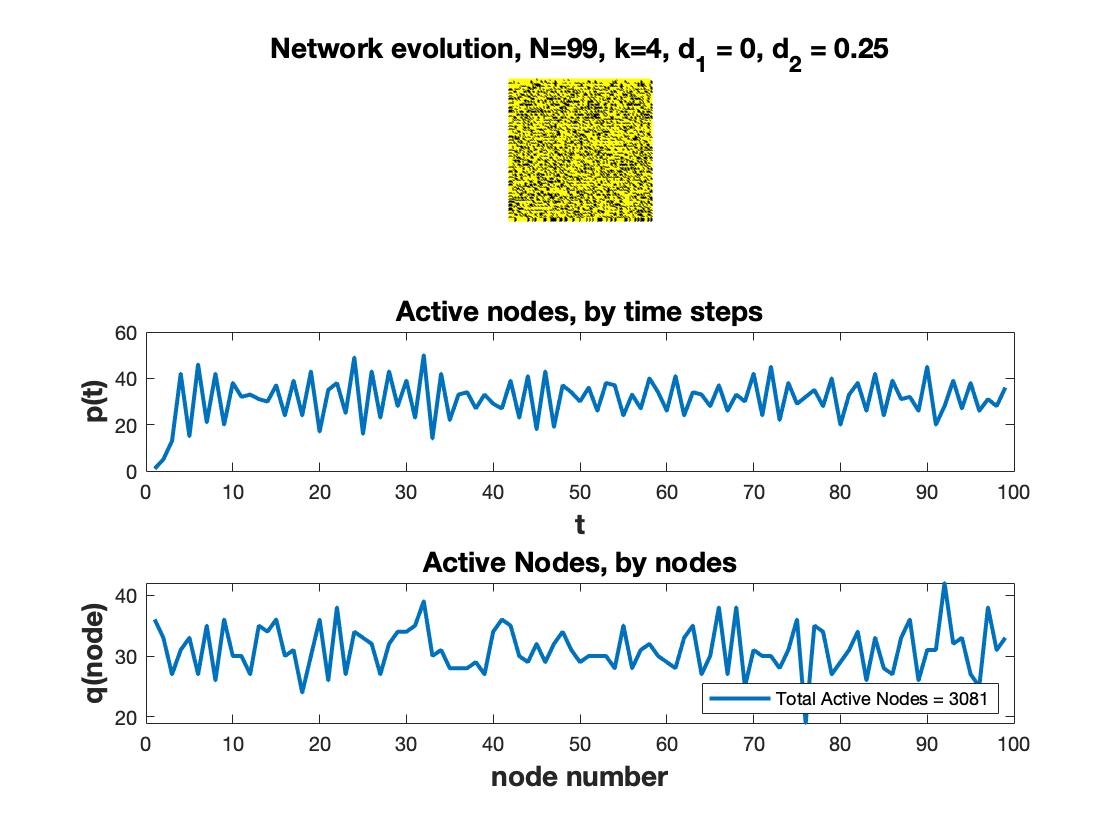 Network evolution, N=99, k=4, d1 = 0, d2 = 0.25
Active nodes, by time steps
60
40
20
0
p(t)
0 10 20 30 40 50 60 70 80 90 100
t
Active Nodes, by nodes
40
30
20
q(node)
Total Active Nodes = 3081
0 10 20 30 40 50 60 70 80 90 100
node number